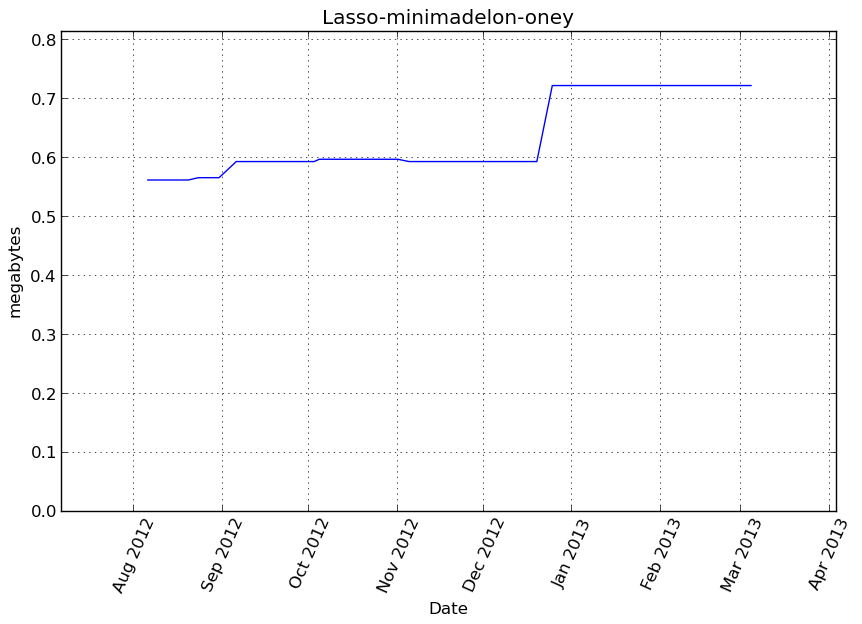 Lasso-minimadelon-oney
0.8
0.7
0.6
0.5
0.4
0.3
0.2
0.1
0.0
megabytes
Aug 2012
Sep 2012
Oct 2012
Nov 2012
Dec 2012
Jan 2013
Feb 2013
Mar 2013
Apr 2013
Date